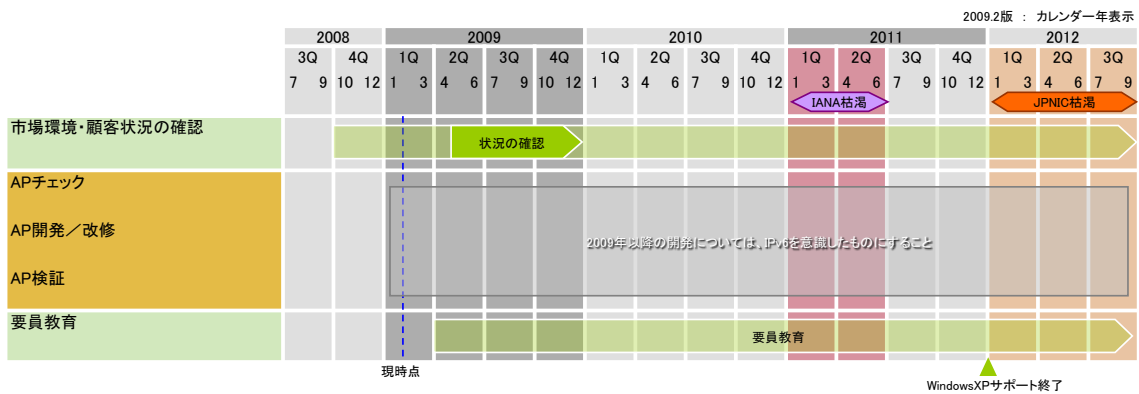 2009.2版 ： カレンダー年表示
2008 2009 2010 2011 2012
3Q 4Q 1Q 2Q 3Q 4Q 1Q 2Q 3Q 4Q 1Q 2Q 3Q 4Q 1Q 2Q 3Q
7 9 10 12 1 3 4 6 7 9 10 12 1 3 4 6 7 9 10 12 1 3 4 6 7 9 10 12 1 3 4 6 7 9
IANA枯渇 JPNIC枯渇
市場環境・顧客状況の確認
状況の確認
APチェック
AP開発／改修
2009年以降の開発については、IPv6を意識したものにすること
AP検証
要員教育
要員教育
現時点
WindowsXPサポート終了